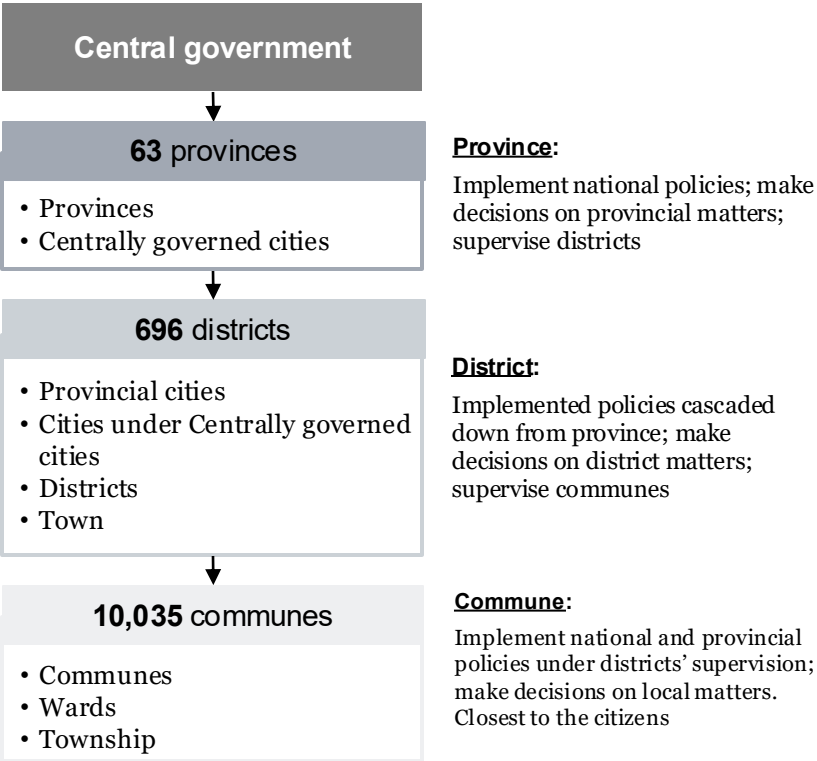 Central government
63 provinces
• Provinces
• Centrally governed cities
Province:
Implement national policies; make
decisions on provincial matters;
supervise districts
696 districts
• Provincial cities
• Cities under Centrally governed
cities
• Districts
• Town
District:
Implemented policies cascaded
down from province; make
decisions on district matters;
supervise communes
10,035 communes
• Communes
• Wards
• Township
Commune:
Implement national and provincial
policies under districts’ supervision;
make decisions on local matters.
Closest to the citizens